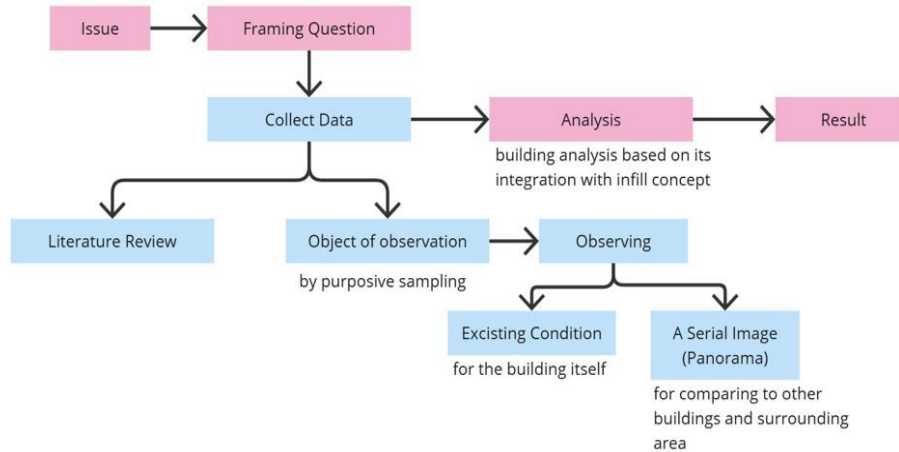 Issue
Framing Question
Collect Data
Analysis
Result
building analysis based on its
integration with infill concept
Literature Review
Object of observation
Observing
by purposive sampling
Excisting Condition
A Serial Image
(Panorama)
for the building itself
for comparing to other
buildings and surrounding
area